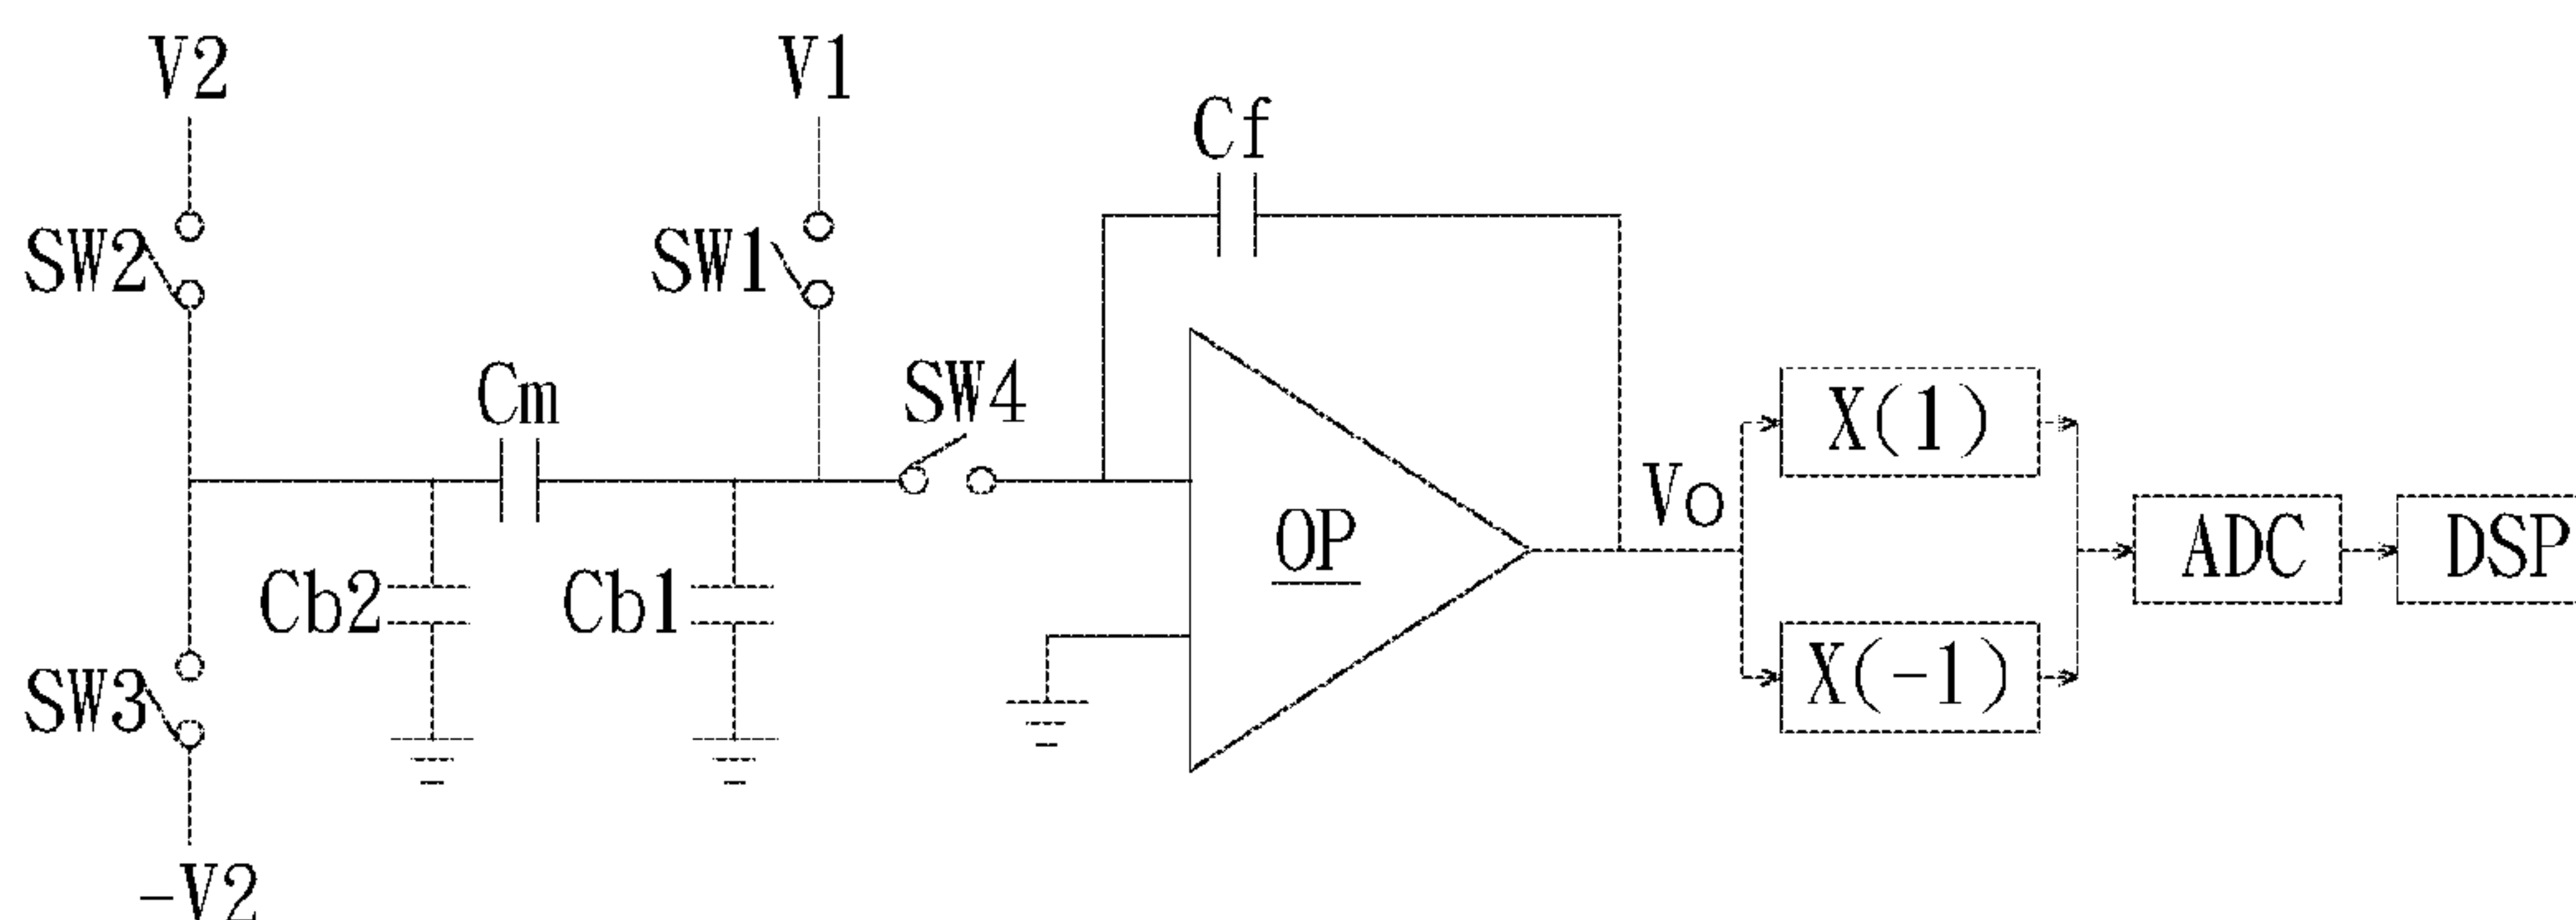 V2
V1
Cf
SW2
SW1
Cm
SW4
X(1)
Vo
OP
ADC
DSP
Cb2
Cb1
X(-1)
SW3
-V2